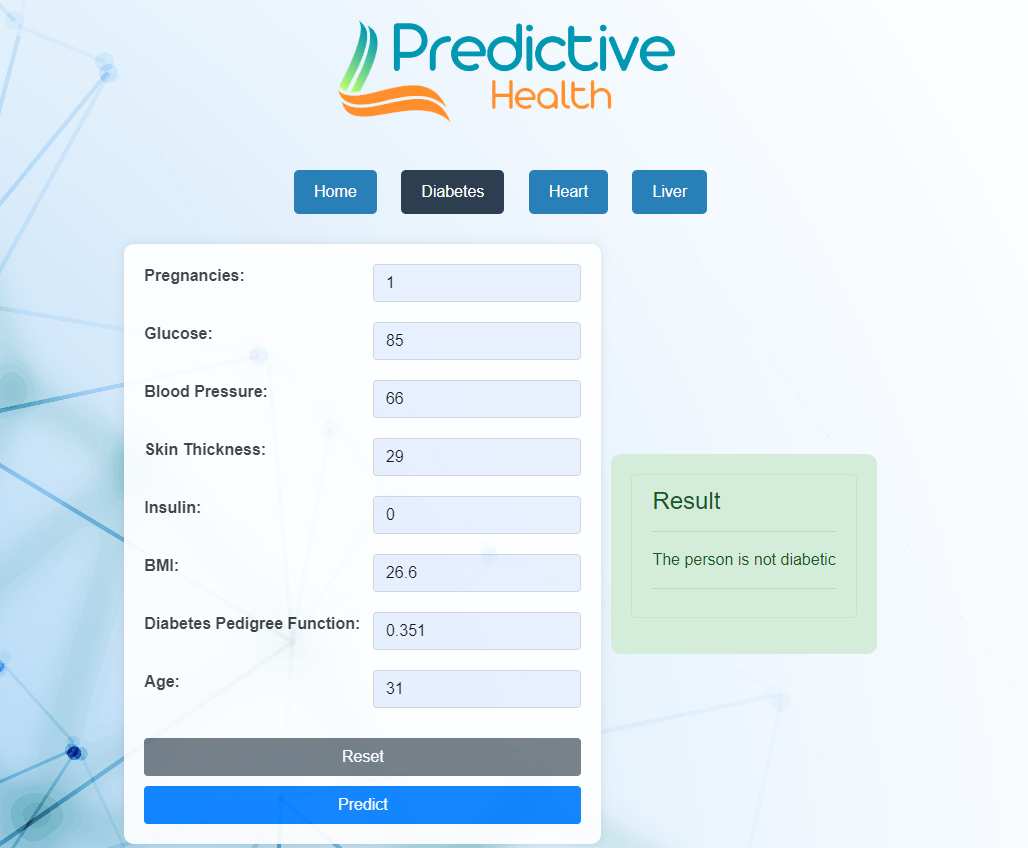 Predictive
Health
Home Diabetes Heart Liver
Pregnancies: 1
Glucose: 85
Blood Pressure: 66
Skin Thickness: 29
Insulin: 0
BMI: 26.6
Diabetes Pedigree Function: 0.351
Age: 31
Reset
Predict
Result
The person is not diabetic